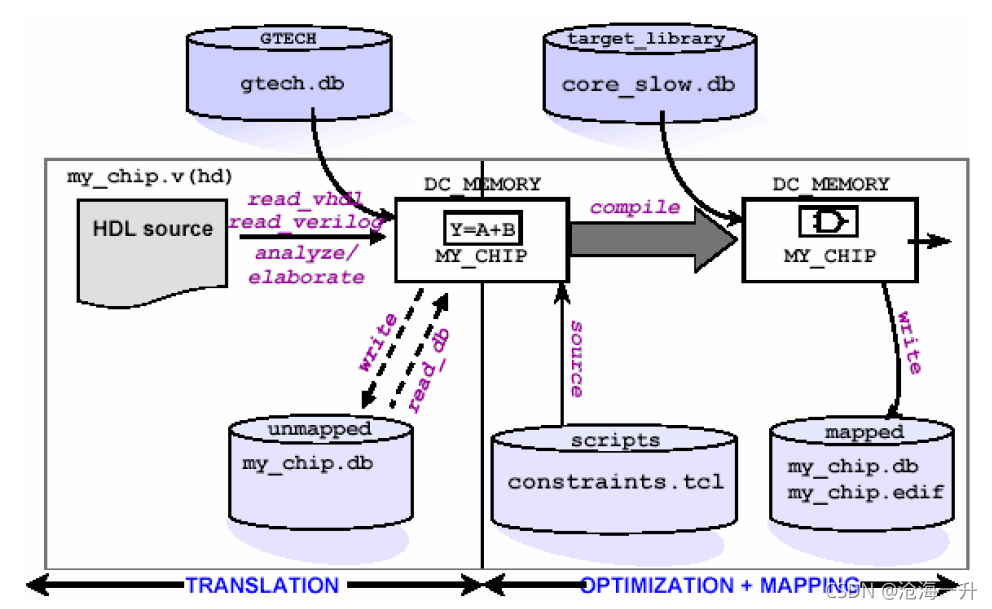 GTECH
gtech.db
target_library
core_slow.db
my_chip.v(hd)
HDL source
read_vhdl
read_verilog
analyze/
elaborate
DC_MEMORY
Y=A+B
MY_CHIP
compile
DC_MEMORY
MY_CHIP
write
read_db
source
write
unmapped
my_chip.db
scripts
constraints.tcl
mapped
my_chip.db
my_chip.edif
TRANSLATION
OPTIMIZATION + MAPPING
CSDN @沧海一升